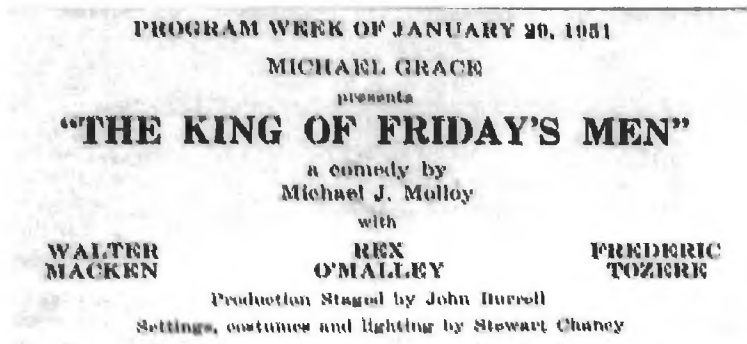 PROGRAM WEEK OF JANUARY 29, 1951
MICHAEL GRACE
presents
"THE KING OF FRIDAY'S MEN"
a comedy by
Michael J. Molloy
with
WALTER REX FREDERIC
MACKEN O'MALLEY TOZERE
Production Staged by John Burrell
Settings, costumes and lighting by Stewart Chaney